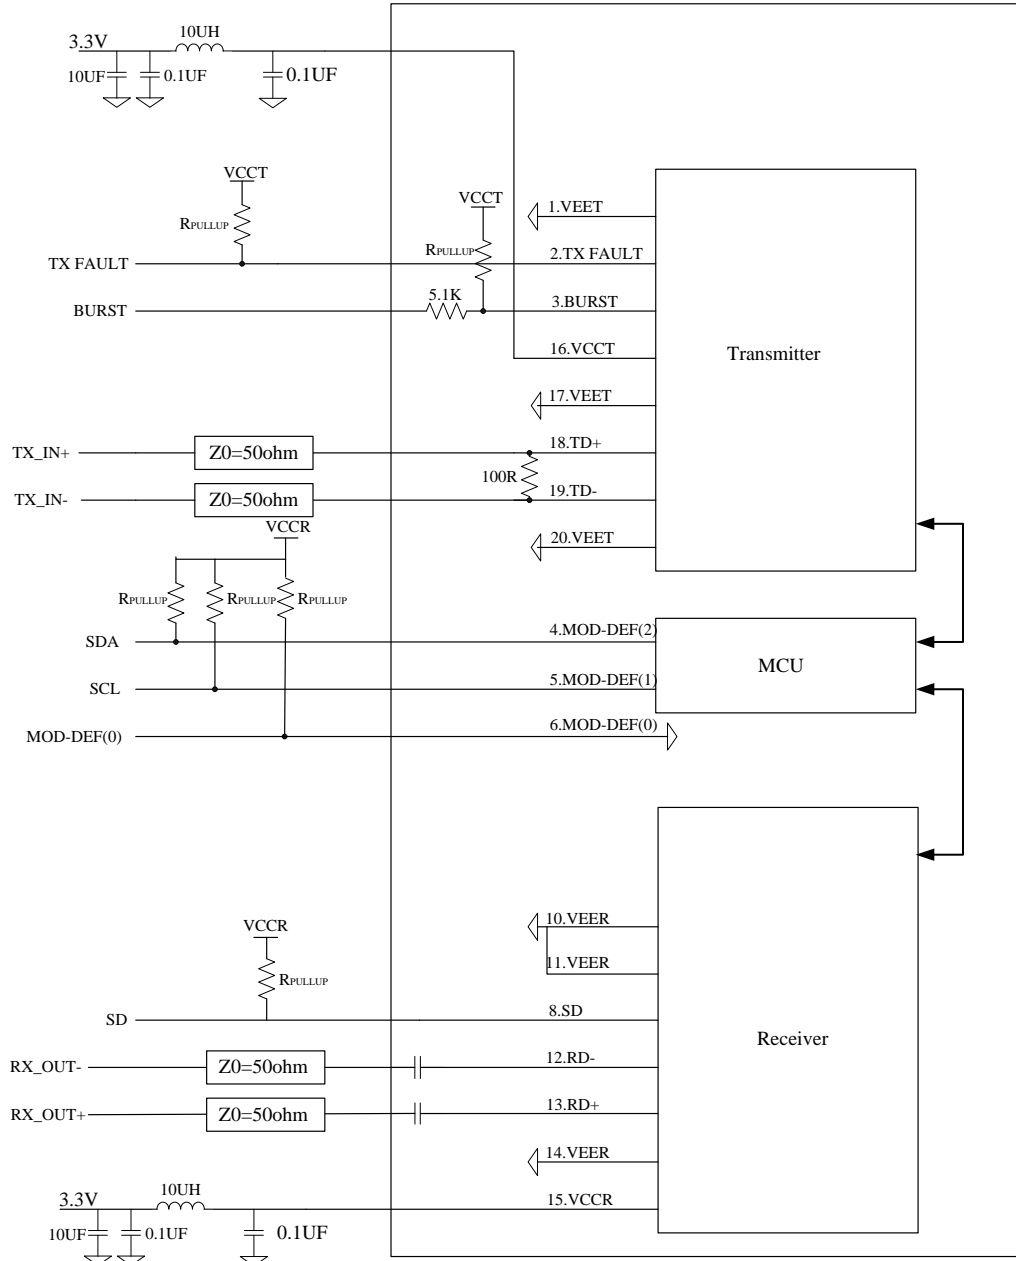 10UH
3.3V
10UF
0.1UF
0.1UF
VCCT
VCCT
RPULLUP
RPULLUP
1.VEET
TX FAULT
2.TX FAULT
BURST
5.1K
3.BURST
16.VCCT
Transmitter
17.VEET
TX_IN+
Z0=50ohm
18.TD+
100R
TX_IN-
Z0=50ohm
19.TD-
VCCR
20.VEET
RPULLUP
RPULLUP
RPULLUP
SDA
4.MOD-DEF(2)
MCU
SCL
5.MOD-DEF(1)
MOD-DEF(0)
6.MOD-DEF(0)
VCCR
10.VEER
11.VEER
RPULLUP
SD
8.SD
Receiver
RX_OUT-
Z0=50ohm
12.RD-
RX_OUT+
Z0=50ohm
13.RD+
14.VEER
10UH
3.3V
15.VCCR
10UF
0.1UF
0.1UF